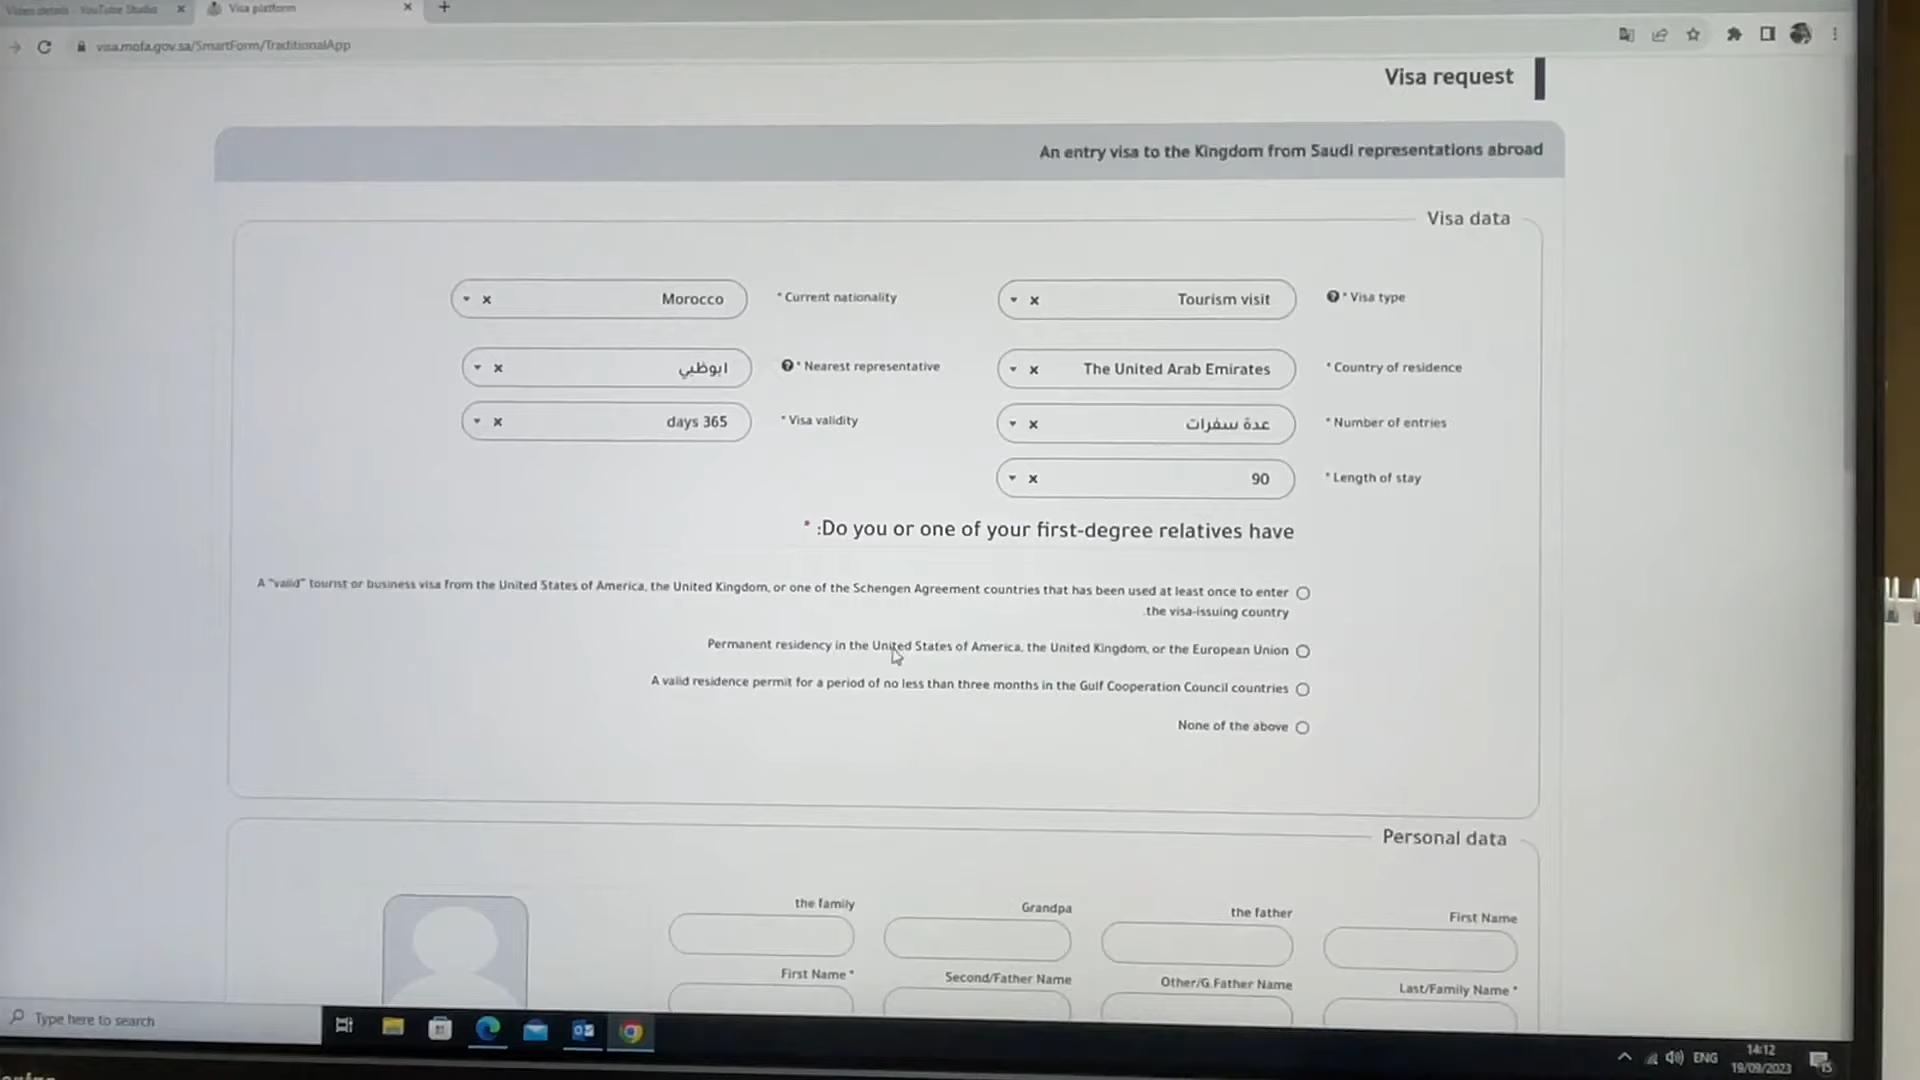 Video details - YouTube Studio
Visa platform
visa.mofa.gov.sa/SmartForm/TraditionalApp
Visa request
An entry visa to the Kingdom from Saudi representations abroad
Visa data
* Visa type
Tourism visit
* Current nationality
Morocco
* Country of residence
The United Arab Emirates
* Nearest representative
ابوظبي
* Number of entries
عدة سفرات
* Visa validity
days 365
* Length of stay
90
* :Do you or one of your first-degree relatives have
A "valid" tourist or business visa from the United States of America, the United Kingdom, or one of the Schengen Agreement countries that has been used at least once to enter
.the visa-issuing country
Permanent residency in the United States of America, the United Kingdom, or the European Union
A valid residence permit for a period of no less than three months in the Gulf Cooperation Council countries
None of the above
Personal data
the family
Grandpa
the father
First Name
First Name *
Second/Father Name
Other/G.Father Name
Last/Family Name *
Type here to search
ENG
14:12
19/09/2023
15